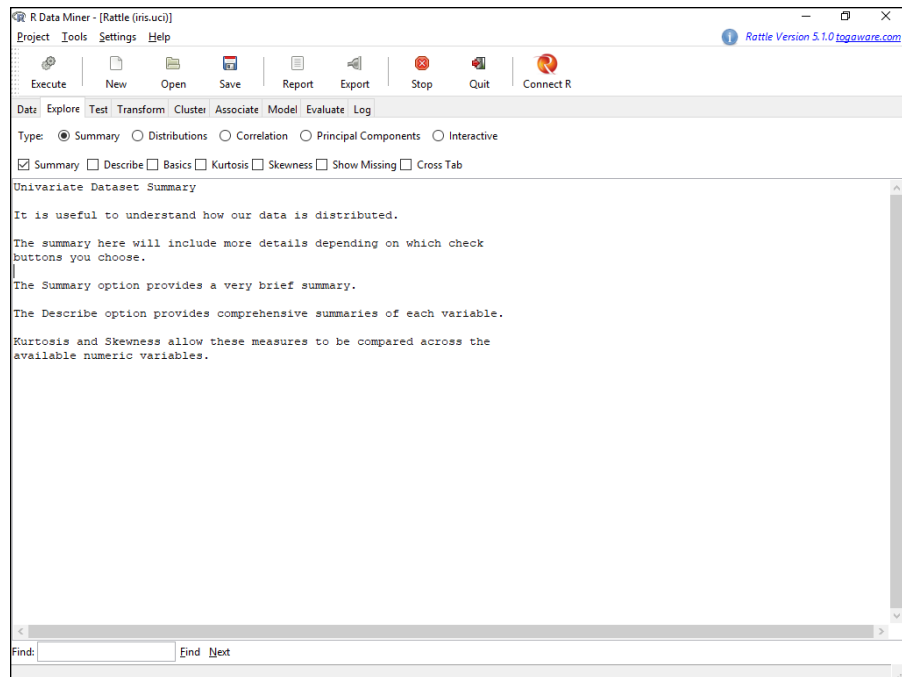 R Data Miner - [Rattle (iris.uci)]
Project Tools Settings Help
Rattle Version 5.1.0 togaware.com
Execute New Open Save Report Export Stop Quit Connect R
Data Explore Test Transform Cluster Associate Model Evaluate Log
Type: Summary Distributions Correlation Principal Components Interactive
Summary Describe Basics Kurtosis Skewness Show Missing Cross Tab
Univariate Dataset Summary
It is useful to understand how our data is distributed.
The summary here will include more details depending on which check
buttons you choose.
The Summary option provides a very brief summary.
The Describe option provides comprehensive summaries of each variable.
Kurtosis and Skewness allow these measures to be compared across the
available numeric variables.
Find: Find Next